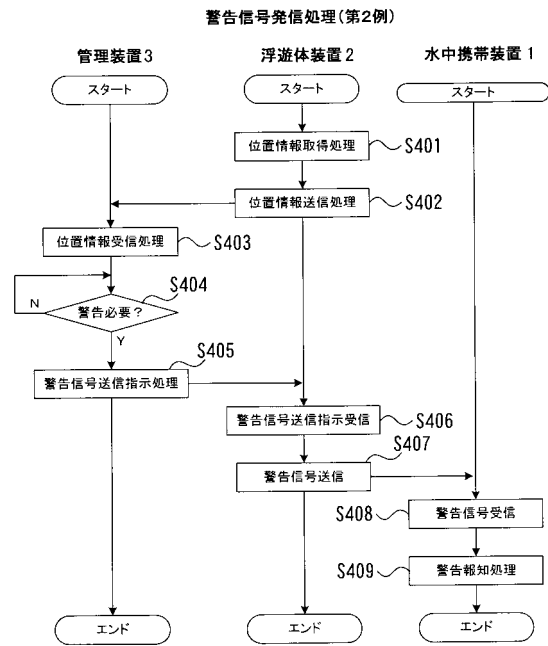 警告信号発信処理(第2例)
管理装置3
浮遊体装置2
水中携帯装置1
スタート
スタート
スタート
位置情報取得処理
S401
位置情報送信処理
S402
位置情報受信処理
S403
S404
警告必要?
N
Y
S405
警告信号送信指示処理
警告信号送信指示受信
S406
S407
警告信号送信
S408
警告信号受信
S409
警告報知処理
エンド
エンド
エンド